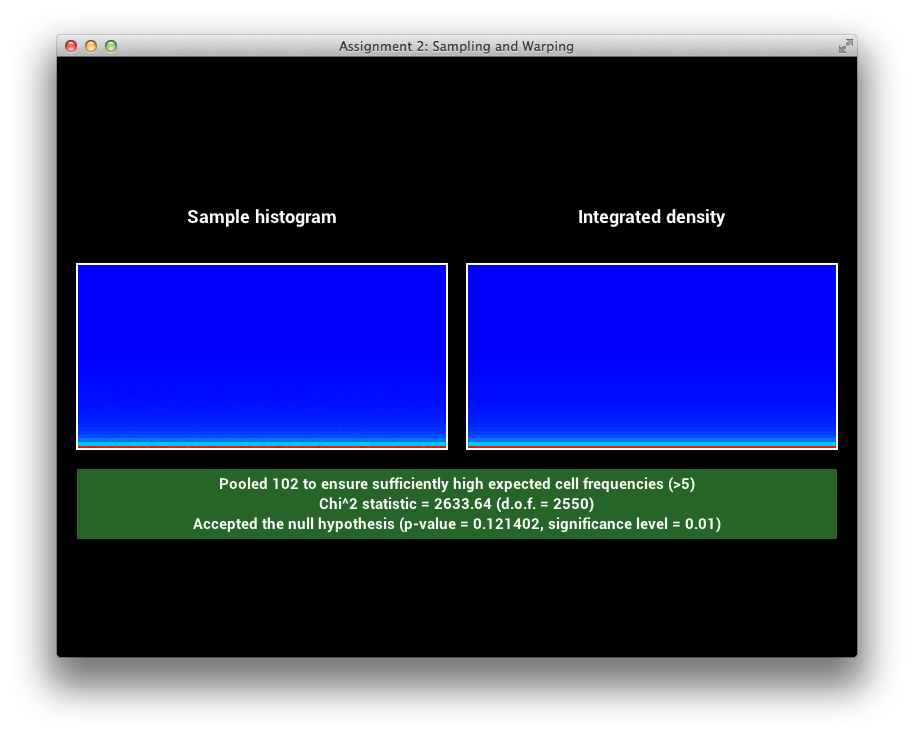 Assignment 2: Sampling and Warping
Sample histogram
Integrated density
Pooled 102 to ensure sufficiently high expected cell frequencies (>5)
Chi^2 statistic = 2633.64 (d.o.f. = 2550)
Accepted the null hypothesis (p-value = 0.121402, significance level = 0.01)